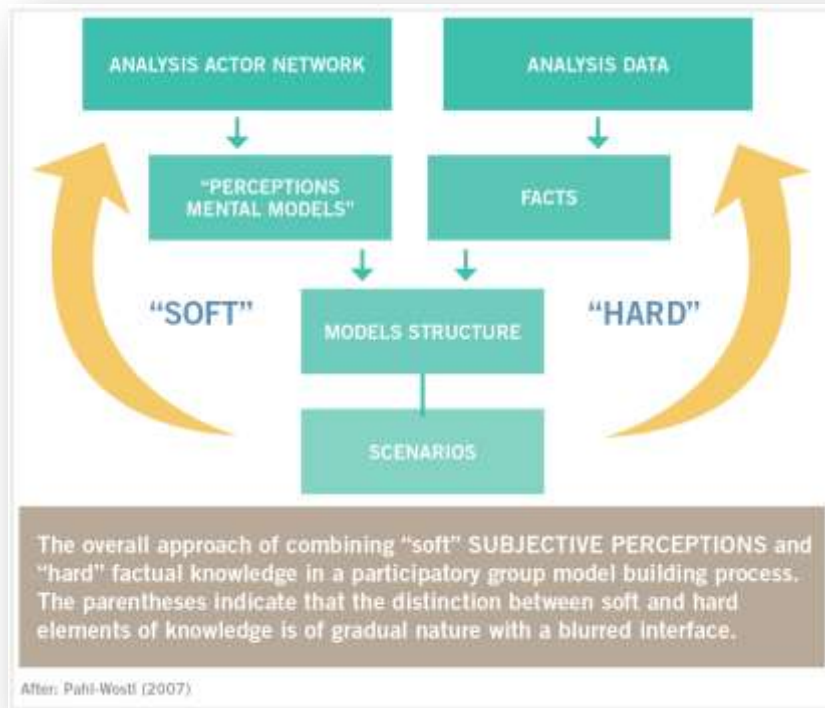 ANALYSIS ACTOR NETWORK
ANALYSIS DATA
“PERCEPTIONS
MENTAL MODELS”
FACTS
“SOFT”
“HARD”
MODELS STRUCTURE
SCENARIOS
The overall approach of combining “soft” SUBJECTIVE PERCEPTIONS and
“hard” factual knowledge in a participatory group model building process.
The parentheses indicate that the distinction between soft and hard
elements of knowledge is of gradual nature with a blurred interface.
After: Pahl-Wostl (2007)